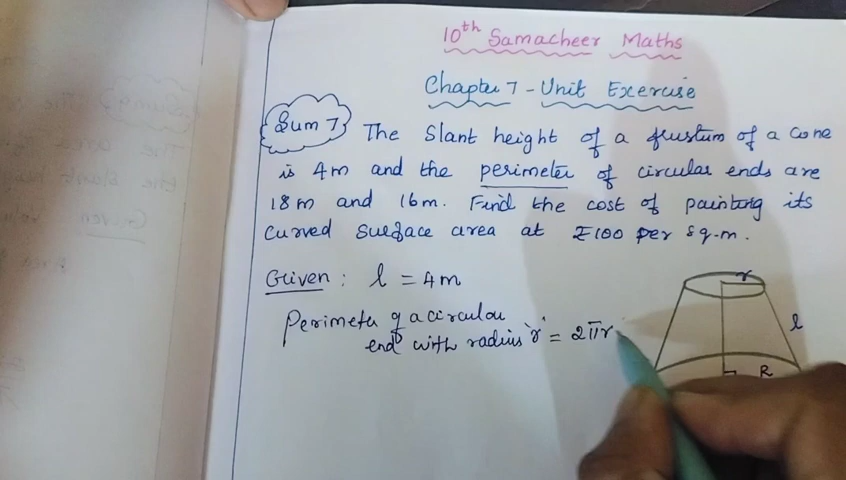 10th Samacheer Maths
Chapter 7 - Unit Exercise
Sum 7
The Slant height of a frustum of a cone
is 4m and the perimeter of circular ends are
18m and 16m. Find the cost of painting its
curved surface area at ₹100 per sq.m.
Given : l = 4m
Perimeter of a circular
end with radius 'r' = 2πr
r
l
R